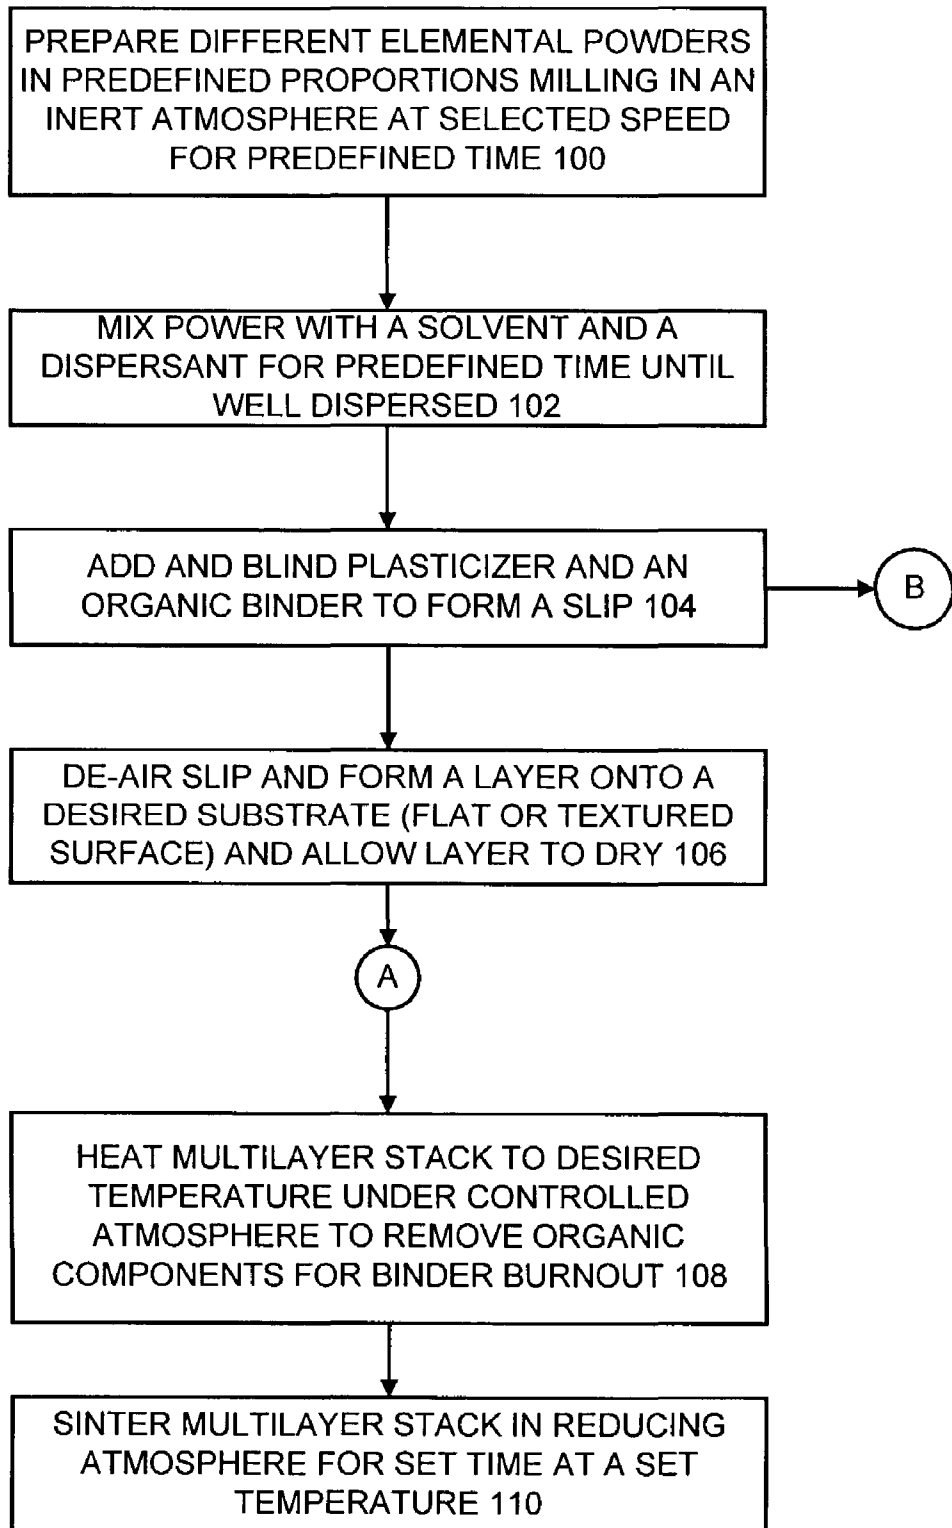 PREPARE DIFFERENT ELEMENTAL POWDERS
IN PREDEFINED PROPORTIONS MILLING IN AN
INERT ATMOSPHERE AT SELECTED SPEED
FOR PREDEFINED TIME 100
MIX POWER WITH A SOLVENT AND A
DISPERSANT FOR PREDEFINED TIME UNTIL
WELL DISPERSED 102
ADD AND BLIND PLASTICIZER AND AN
ORGANIC BINDER TO FORM A SLIP 104
B
DE-AIR SLIP AND FORM A LAYER ONTO A
DESIRED SUBSTRATE (FLAT OR TEXTURED
SURFACE) AND ALLOW LAYER TO DRY 106
A
HEAT MULTILAYER STACK TO DESIRED
TEMPERATURE UNDER CONTROLLED
ATMOSPHERE TO REMOVE ORGANIC
COMPONENTS FOR BINDER BURNOUT 108
SINTER MULTILAYER STACK IN REDUCING
ATMOSPHERE FOR SET TIME AT A SET
TEMPERATURE 110